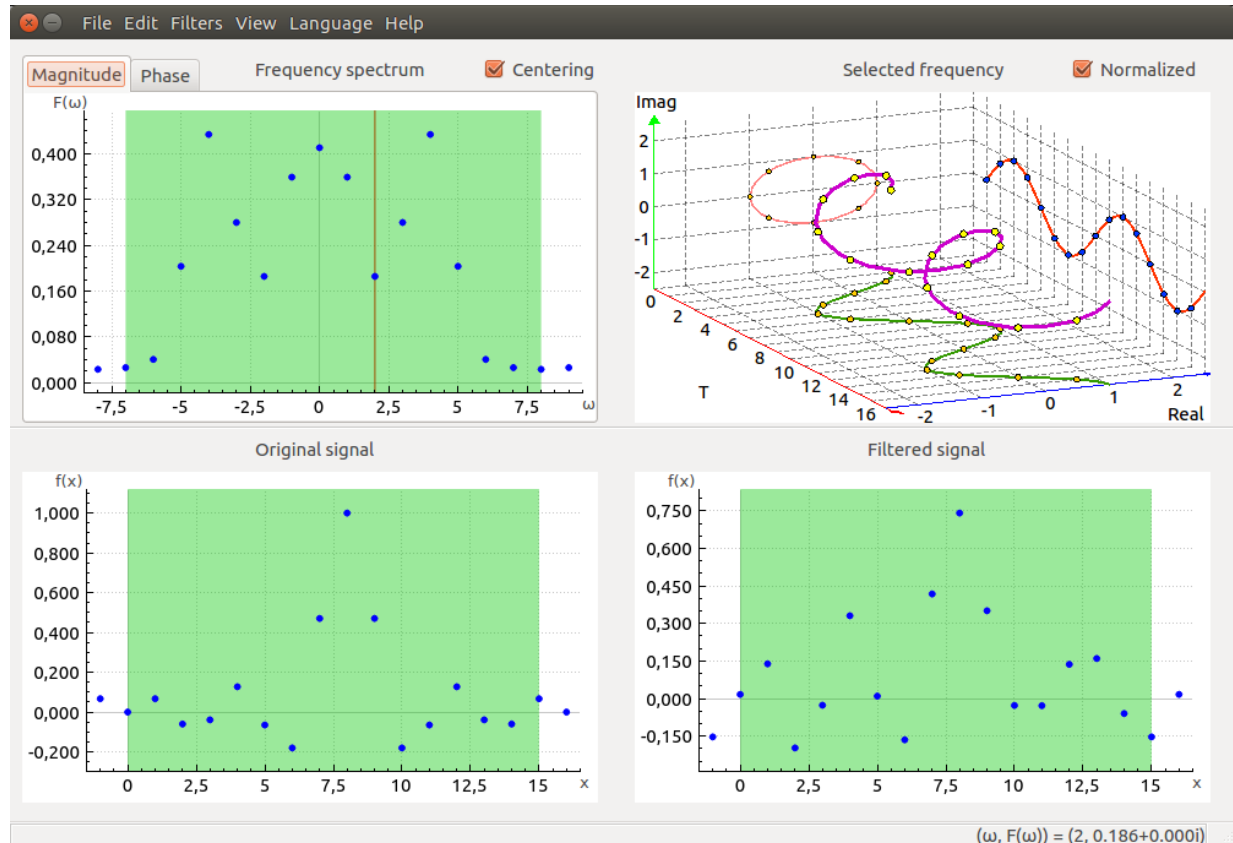 File Edit Filters View Language Help
Magnitude Phase Frequency spectrum Centering
F(ω)
0,400
0,320
0,240
0,160
0,080
0,000
-7,5 -5 -2,5 0 2,5 5 7,5 ω
Selected frequency Normalized
Imag
2
1
0
-1
-2
0
2
4
6
8
10
12
14
16
T
-2 -1 0 1 2
Real
Original signal
f(x)
1,000
0,800
0,600
0,400
0,200
0,000
-0,200
0 2,5 5 7,5 10 12,5 15 x
Filtered signal
f(x)
0,750
0,600
0,450
0,300
0,150
0,000
-0,150
0 2,5 5 7,5 10 12,5 15 x
(ω, F(ω)) = (2, 0.186+0.000i)